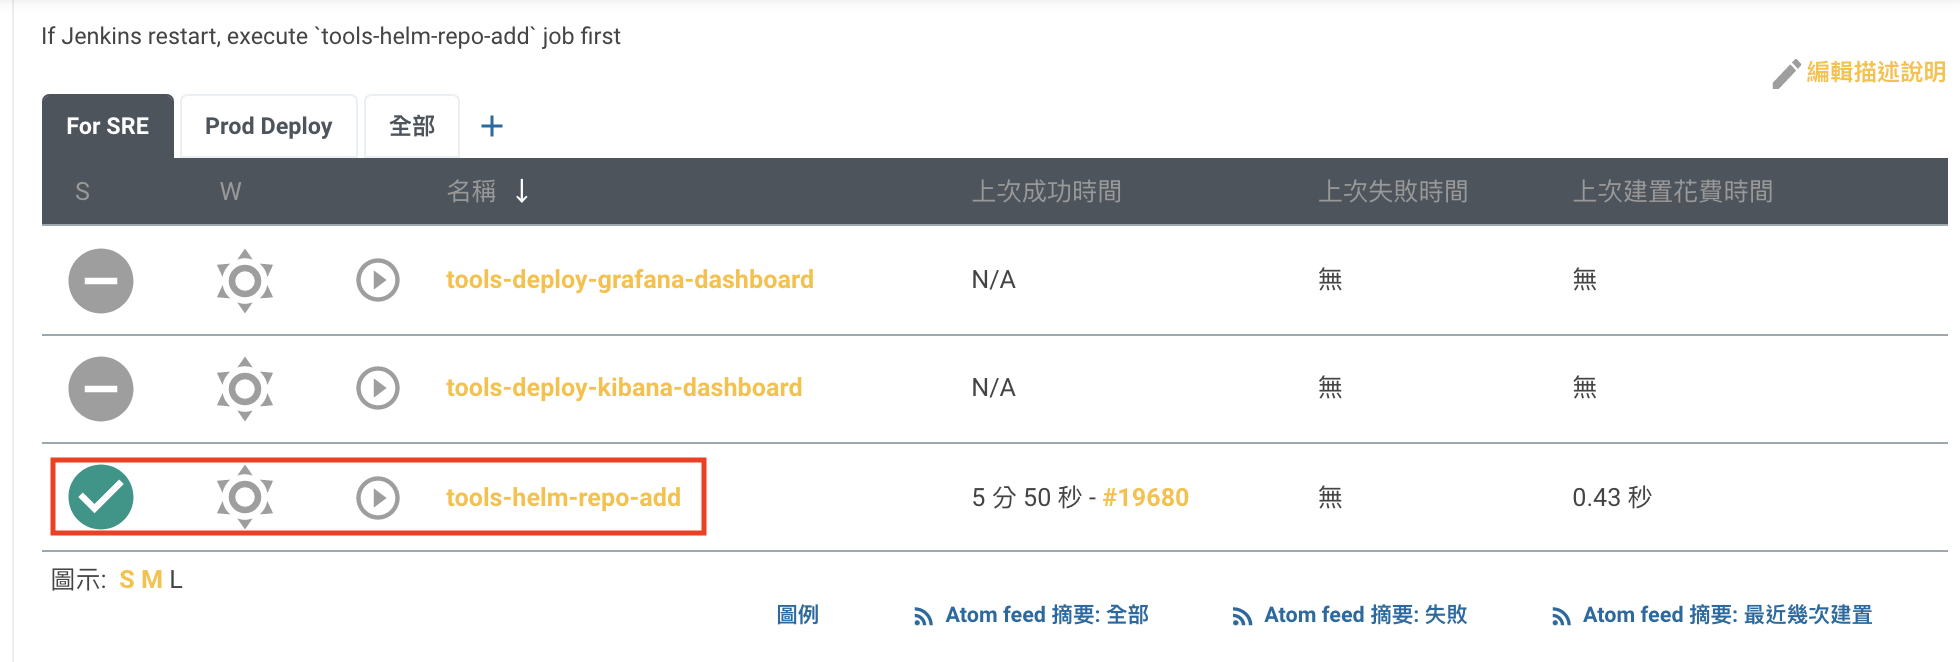 If Jenkins restart, execute `tools-helm-repo-add` job first
編輯描述說明
For SRE Prod Deploy 全部 +
S W 名稱 ↓ 上次成功時間 上次失敗時間 上次建置花費時間
tools-deploy-grafana-dashboard N/A 無 無
tools-deploy-kibana-dashboard N/A 無 無
tools-helm-repo-add 5 分 50 秒 - #19680 無 0.43 秒
圖示: S M L
圖例 Atom feed 摘要: 全部 Atom feed 摘要: 失敗 Atom feed 摘要: 最近幾次建置